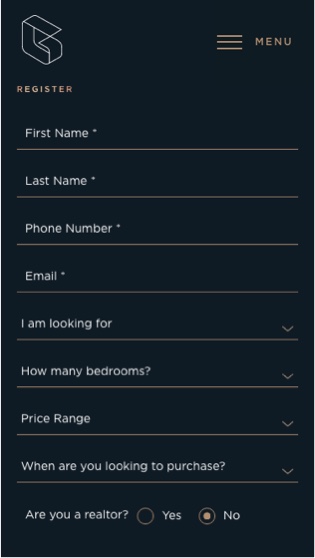 MENU
REGISTER
First Name *
Last Name *
Phone Number *
Email *
I am looking for
How many bedrooms?
Price Range
When are you looking to purchase?
Are you a realtor? Yes No